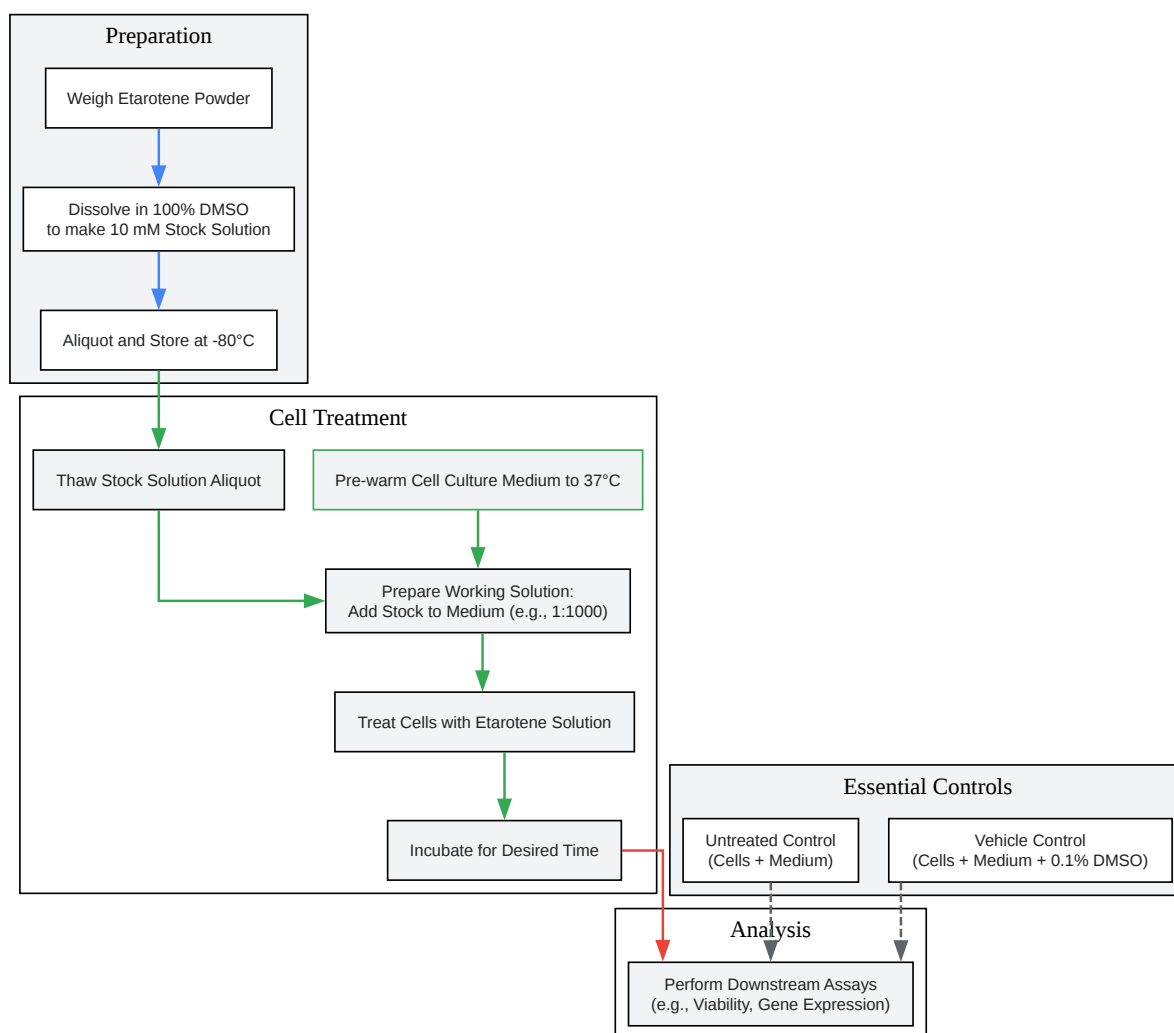 Preparation
Weigh Etarotene Powder
Dissolve in 100% DMSO
to make 10 mM Stock Solution
Aliquot and Store at -80°C
Cell Treatment
Thaw Stock Solution Aliquot
Pre-warm Cell Culture Medium to 37°C
Prepare Working Solution:
Add Stock to Medium (e.g., 1:1000)
Treat Cells with Etarotene Solution
Incubate for Desired Time
Essential Controls
Untreated Control
(Cells + Medium)
Vehicle Control
(Cells + Medium + 0.1% DMSO)
Analysis
Perform Downstream Assays
(e.g., Viability, Gene Expression)